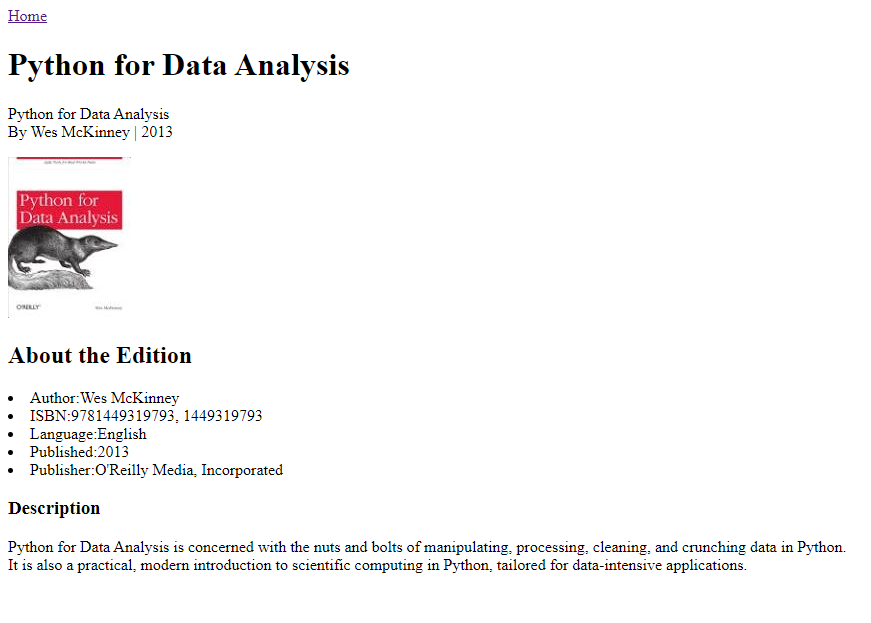 Home
Python for Data Analysis
Python for Data Analysis
By Wes McKinney | 2013
Python for
Data Analysis
O'REILLY'
Wes McKinney
About the Edition
Author:Wes McKinney
ISBN:9781449319793, 1449319793
Language:English
Published:2013
Publisher:O'Reilly Media, Incorporated
Description
Python for Data Analysis is concerned with the nuts and bolts of manipulating, processing, cleaning, and crunching data in Python.
It is also a practical, modern introduction to scientific computing in Python, tailored for data-intensive applications.